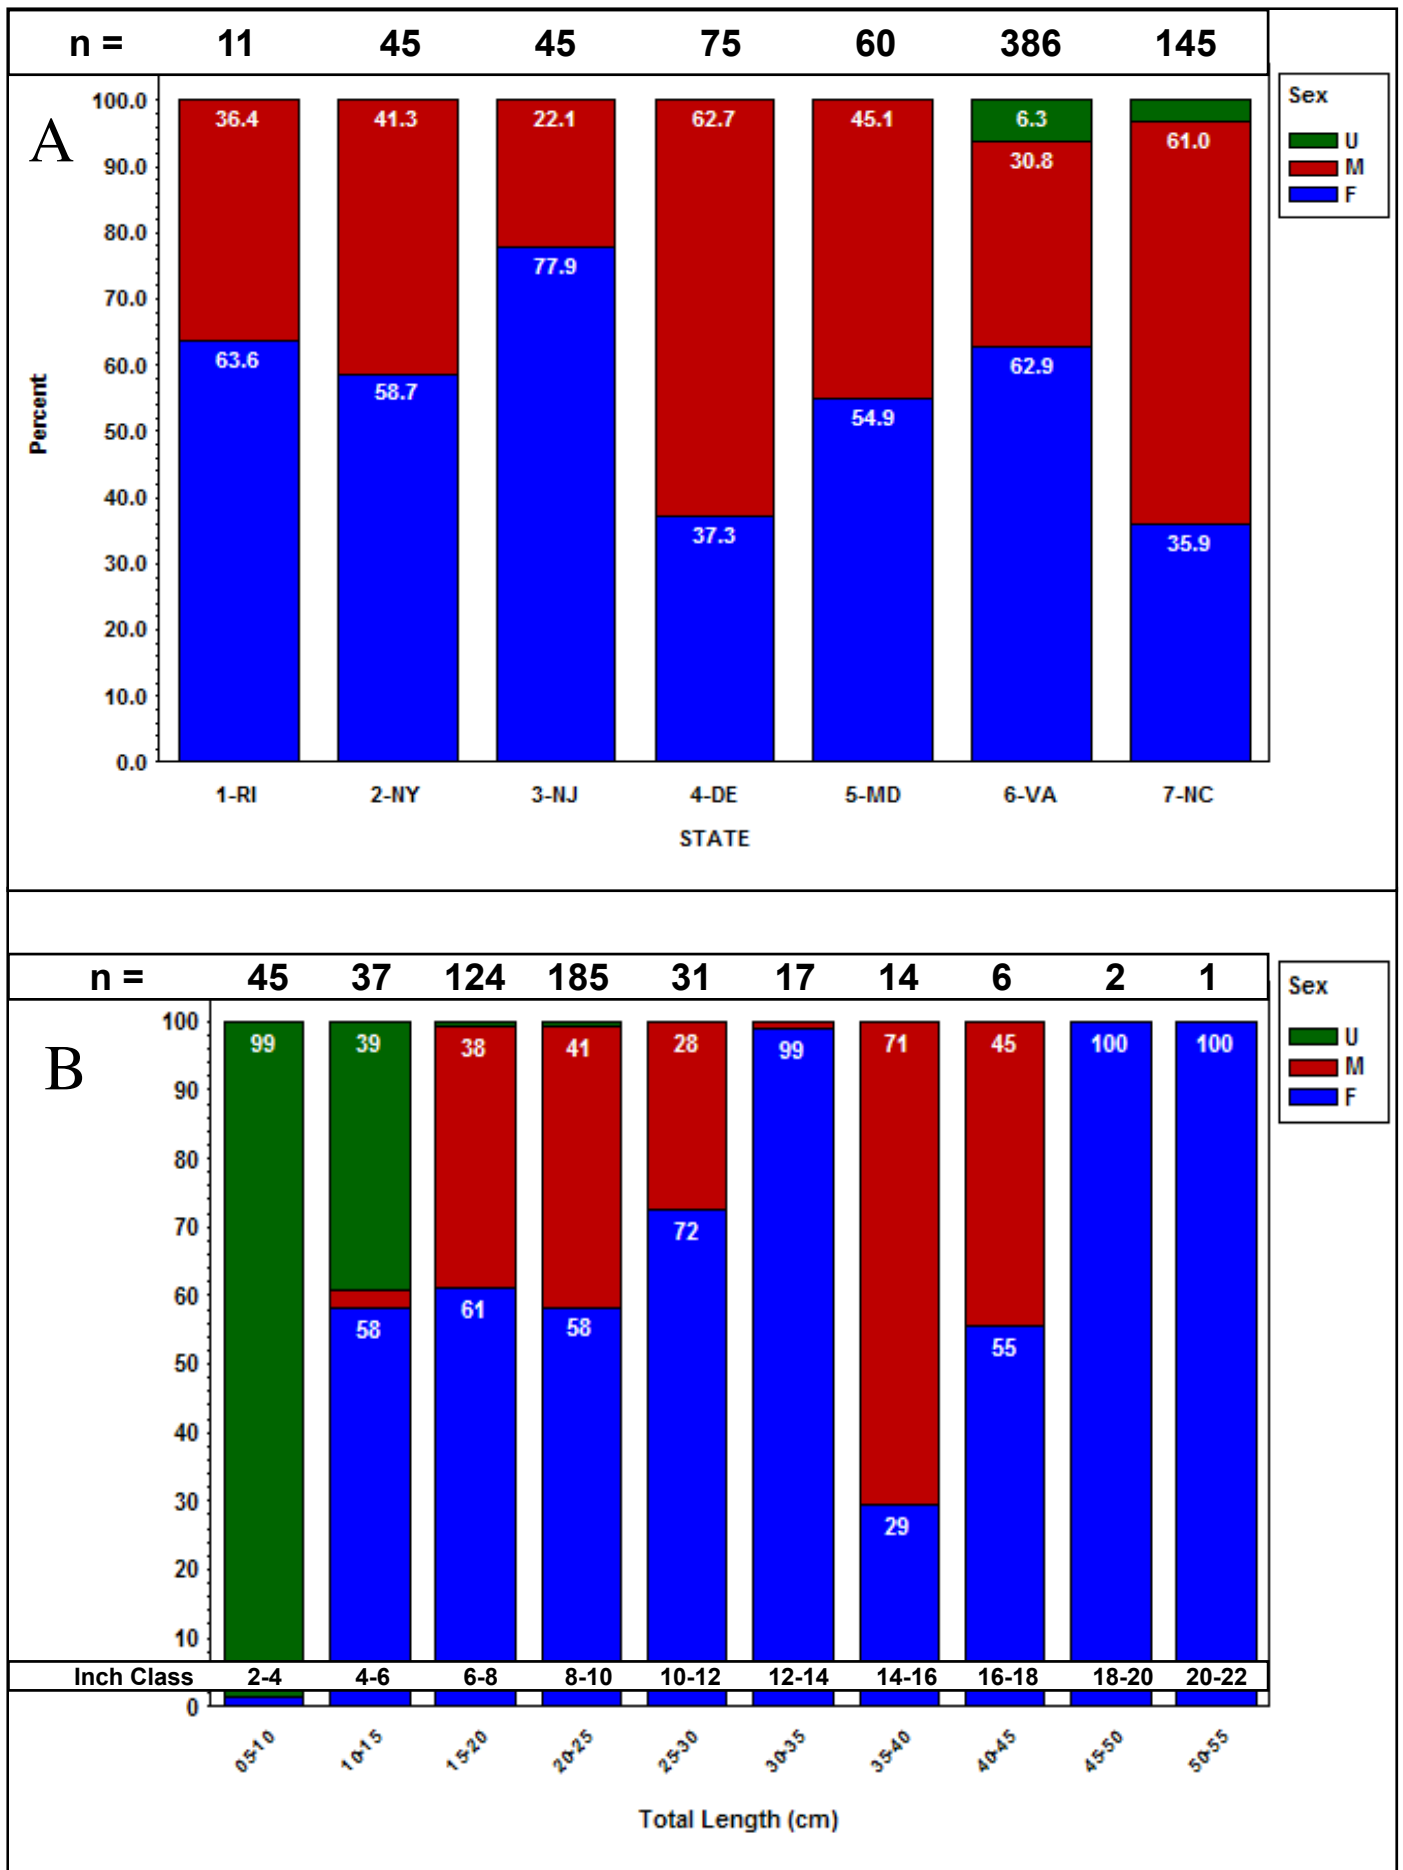 n = 11 45 45 75 60 386 145
A
Sex
U
M
F
100.0
90.0
80.0
70.0
60.0
50.0
40.0
30.0
20.0
10.0
0.0
Percent
36.4 41.3 22.1 62.7 45.1 6.3 61.0
30.8
77.9
63.6 58.7 54.9 62.9
37.3 35.9
1-RI 2-NY 3-NJ 4-DE 5-MD 6-VA 7-NC
STATE
n = 45 37 124 185 31 17 14 6 2 1
B
Sex
U
M
F
100
90
80
70
60
50
40
30
20
10
0
99 39 38 41 28 99 71 45 100 100
72
58 61 58 55
29
Inch Class 2-4 4-6 6-8 8-10 10-12 12-14 14-16 16-18 18-20 20-22
05-10 10-15 15-20 20-25 25-30 30-35 35-40 40-45 45-50 50-55
Total Length (cm)